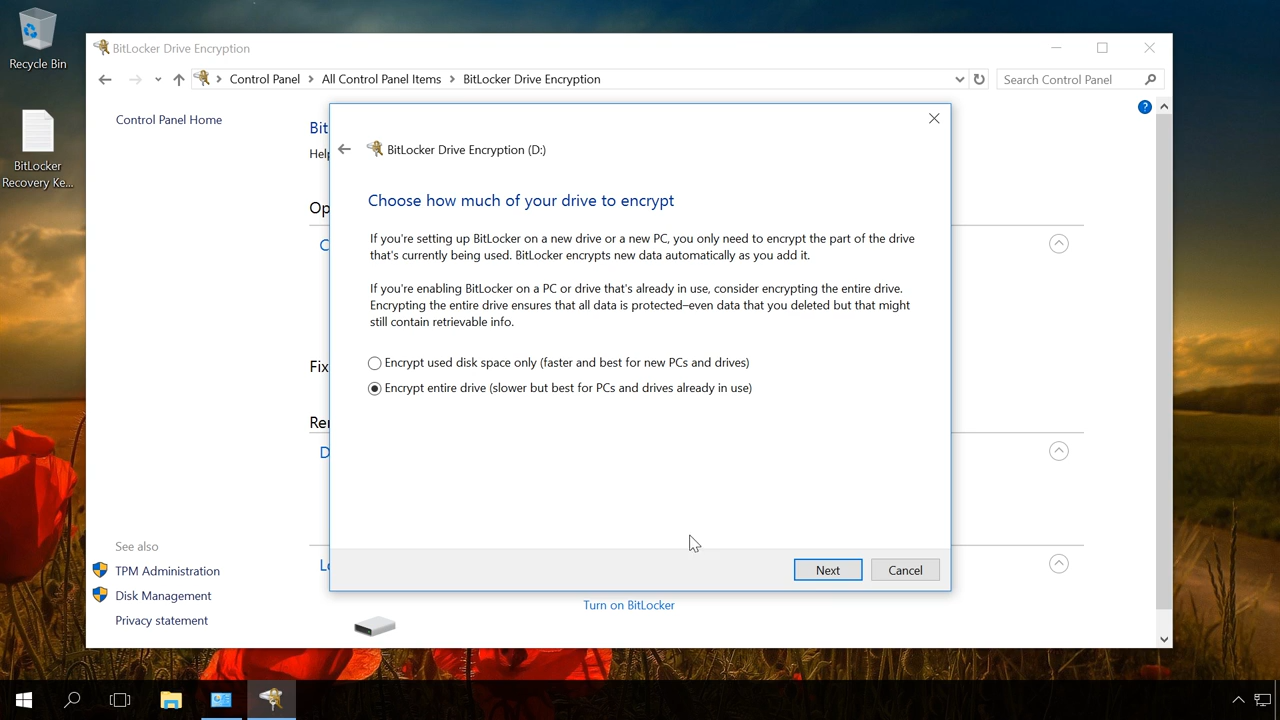 Recycle Bin
BitLocker
Recovery Ke...
BitLocker Drive Encryption
Control Panel
All Control Panel Items
BitLocker Drive Encryption
Search Control Panel
Control Panel Home
?
Bit
Help
Op
C
Fix
Rer
D
Lo
BitLocker Drive Encryption (D:)
Choose how much of your drive to encrypt
If you're setting up BitLocker on a new drive or a new PC, you only need to encrypt the part of the drive
that's currently being used. BitLocker encrypts new data automatically as you add it.
If you're enabling BitLocker on a PC or drive that's already in use, consider encrypting the entire drive.
Encrypting the entire drive ensures that all data is protected–even data that you deleted but that might
still contain retrievable info.
Encrypt used disk space only (faster and best for new PCs and drives)
Encrypt entire drive (slower but best for PCs and drives already in use)
Next
Cancel
Turn on BitLocker
See also
TPM Administration
Disk Management
Privacy statement